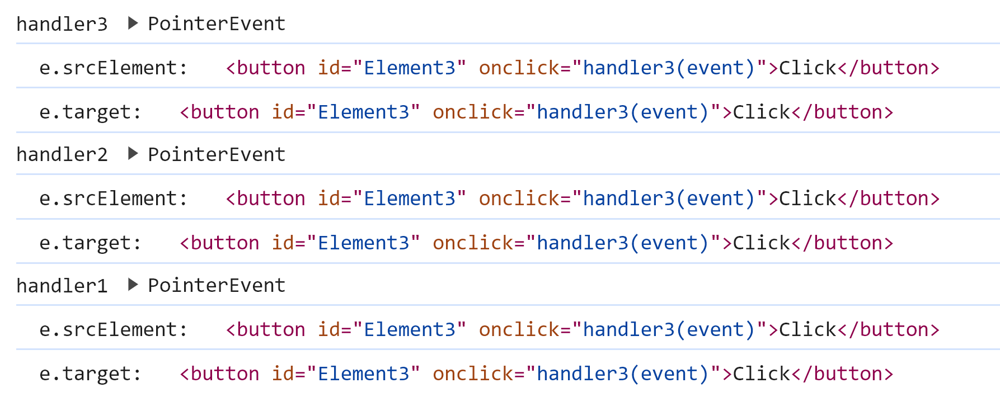 handler3 ▶ PointerEvent
e.srcElement: <button id="Element3" onclick="handler3(event)">Click</button>
e.target: <button id="Element3" onclick="handler3(event)">Click</button>
handler2 ▶ PointerEvent
e.srcElement: <button id="Element3" onclick="handler3(event)">Click</button>
e.target: <button id="Element3" onclick="handler3(event)">Click</button>
handler1 ▶ PointerEvent
e.srcElement: <button id="Element3" onclick="handler3(event)">Click</button>
e.target: <button id="Element3" onclick="handler3(event)">Click</button>